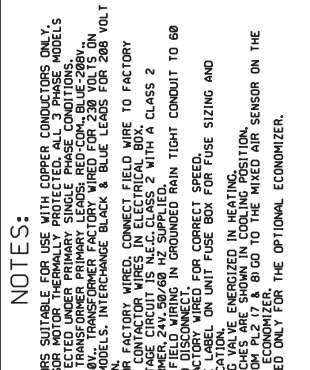 NOTES:
RS SUITABLE FOR USE WITH COPPER CONDUCTORS ONLY.
OR MOTOR THERMALLY PROTECTED. ALL 3 PHASE MODELS
ECTED UNDER PRIMARY SINGLE PHASE CONDITIONS.
TRANSFORMER PRIMARY LEADS: RED-COM., BLUE-208V.
0V.. TRANSFORMER FACTORY WIRED FOR 230 VOLTS ON
MODELS. INTERCHANGE BLACK & BLUE LEADS FOR 208 VOLT
N.
R FACTORY WIRED. CONNECT FIELD WIRE TO FACTORY
CONTACTOR WIRES IN ELECTRICAL BOX.
TAGE CIRCUIT IS N.E.C. CLASS 2 WITH A CLASS 2
MER, 24V. 50/60 HZ SUPPLIED.
FIELD WIRING IN GROUNDED RAIN TIGHT CONDUIT TO 60
DISCONNECT.
CTORY WIRED FOR CORRECT SPEED.
LABEL ON UNIT FUSE BOX FOR FUSE SIZING AND
CATION.
G VALVE ENERGIZED IN HEATING.
CHES ARE SHOWN IN COOLING POSITION.
OM PL2 (7 & 8) GO TO THE MIXED AIR SENSOR ON THE
ECONOMIZER.
ED ONLY FOR THE OPTIONAL ECONOMIZER.